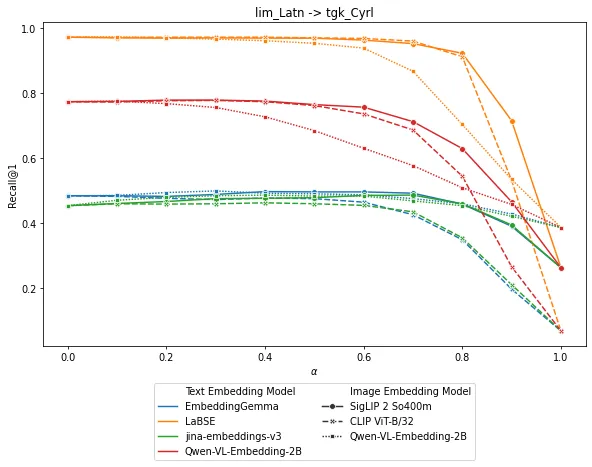 lim_Latn -> tgk_Cyrl
Recall@1
1.0
0.8
0.6
0.4
0.2
0.0 0.2 0.4 0.6 0.8 1.0
α
Text Embedding Model
EmbeddingGemma
LaBSE
jina-embeddings-v3
Qwen-VL-Embedding-2B
Image Embedding Model
SigLIP 2 So400m
CLIP ViT-B/32
Qwen-VL-Embedding-2B